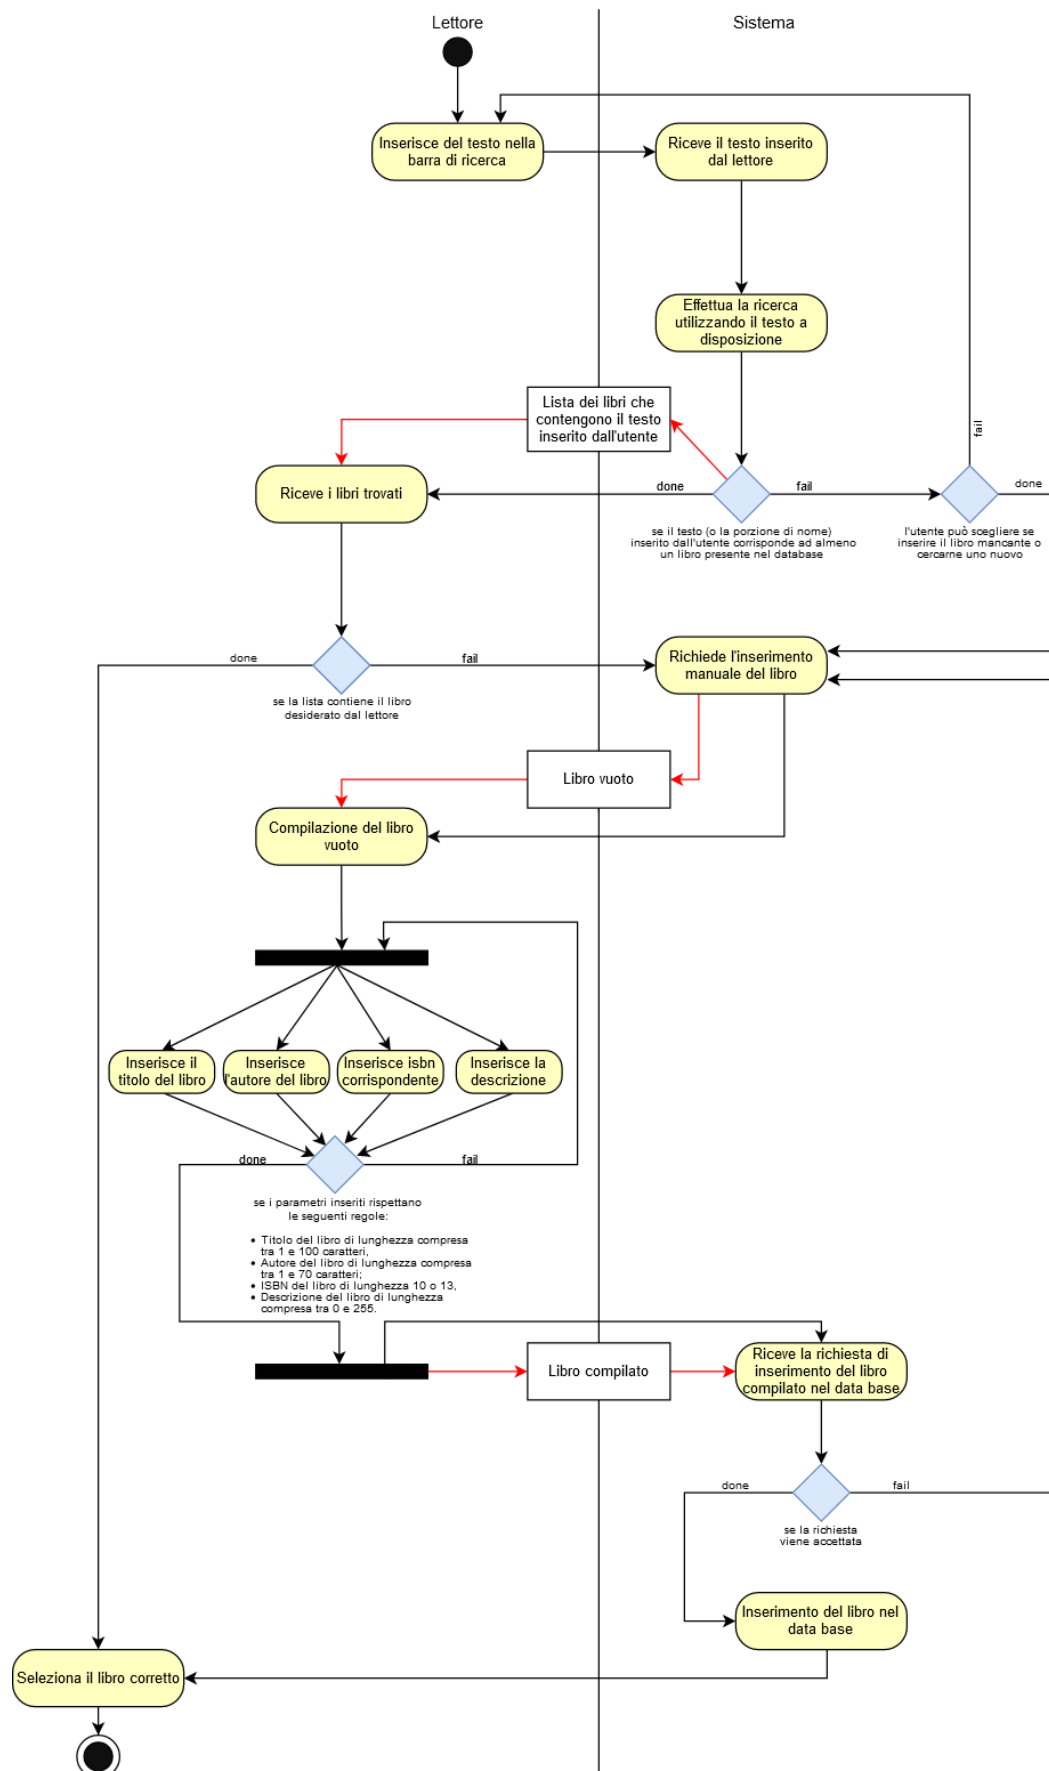 Lettore
Sistema
Inserisce del testo nella
barra di ricerca
Riceve il testo inserito
dal lettore
Effettua la ricerca
utilizzando il testo a
disposizione
Lista dei libri che
contengono il testo
inserito dall'utente
fail
Riceve i libri trovati
done
fail
done
se il testo (o la porzione di nome)
inserito dall'utente corrisponde ad almeno
un libro presente nel database
l'utente può scegliere se
inserire il libro mancante o
cercarne uno nuovo
done
fail
Richiede l'inserimento
manuale del libro
se la lista contiene il libro
desiderato dal lettore
Libro vuoto
Compilazione del libro
vuoto
Inserisce il
titolo del libro
Inserisce
l'autore del libro
Inserisce isbn
corrispondente
Inserisce la
descrizione
done
fail
se i parametri inseriti rispettano
le seguenti regole:
• Titolo del libro di lunghezza compresa
tra 1 e 100 caratteri,
• Autore del libro di lunghezza compresa
tra 1 e 70 caratteri;
• ISBN del libro di lunghezza 10 o 13,
• Descrizione del libro di lunghezza
compresa tra 0 e 255.
Libro compilato
Riceve la richiesta di
inserimento del libro
compilato nel data base
done
fail
se la richiesta
viene accettata
Inserimento del libro nel
data base
Seleziona il libro corretto